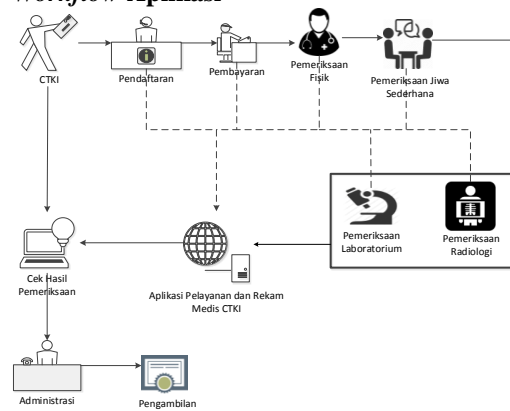 Workflow Aplikasi
CTKI
Pendaftaran
Pembayaran
Pemeriksaan
Fisik
Pemeriksaan Jiwa
Sederhana
Pemeriksaan
Laboratorium
Pemeriksaan
Radiologi
Cek Hasil
Pemeriksaan
Aplikasi Pelayanan dan Rekam
Medis CTKI
Administrasi
Pengambilan